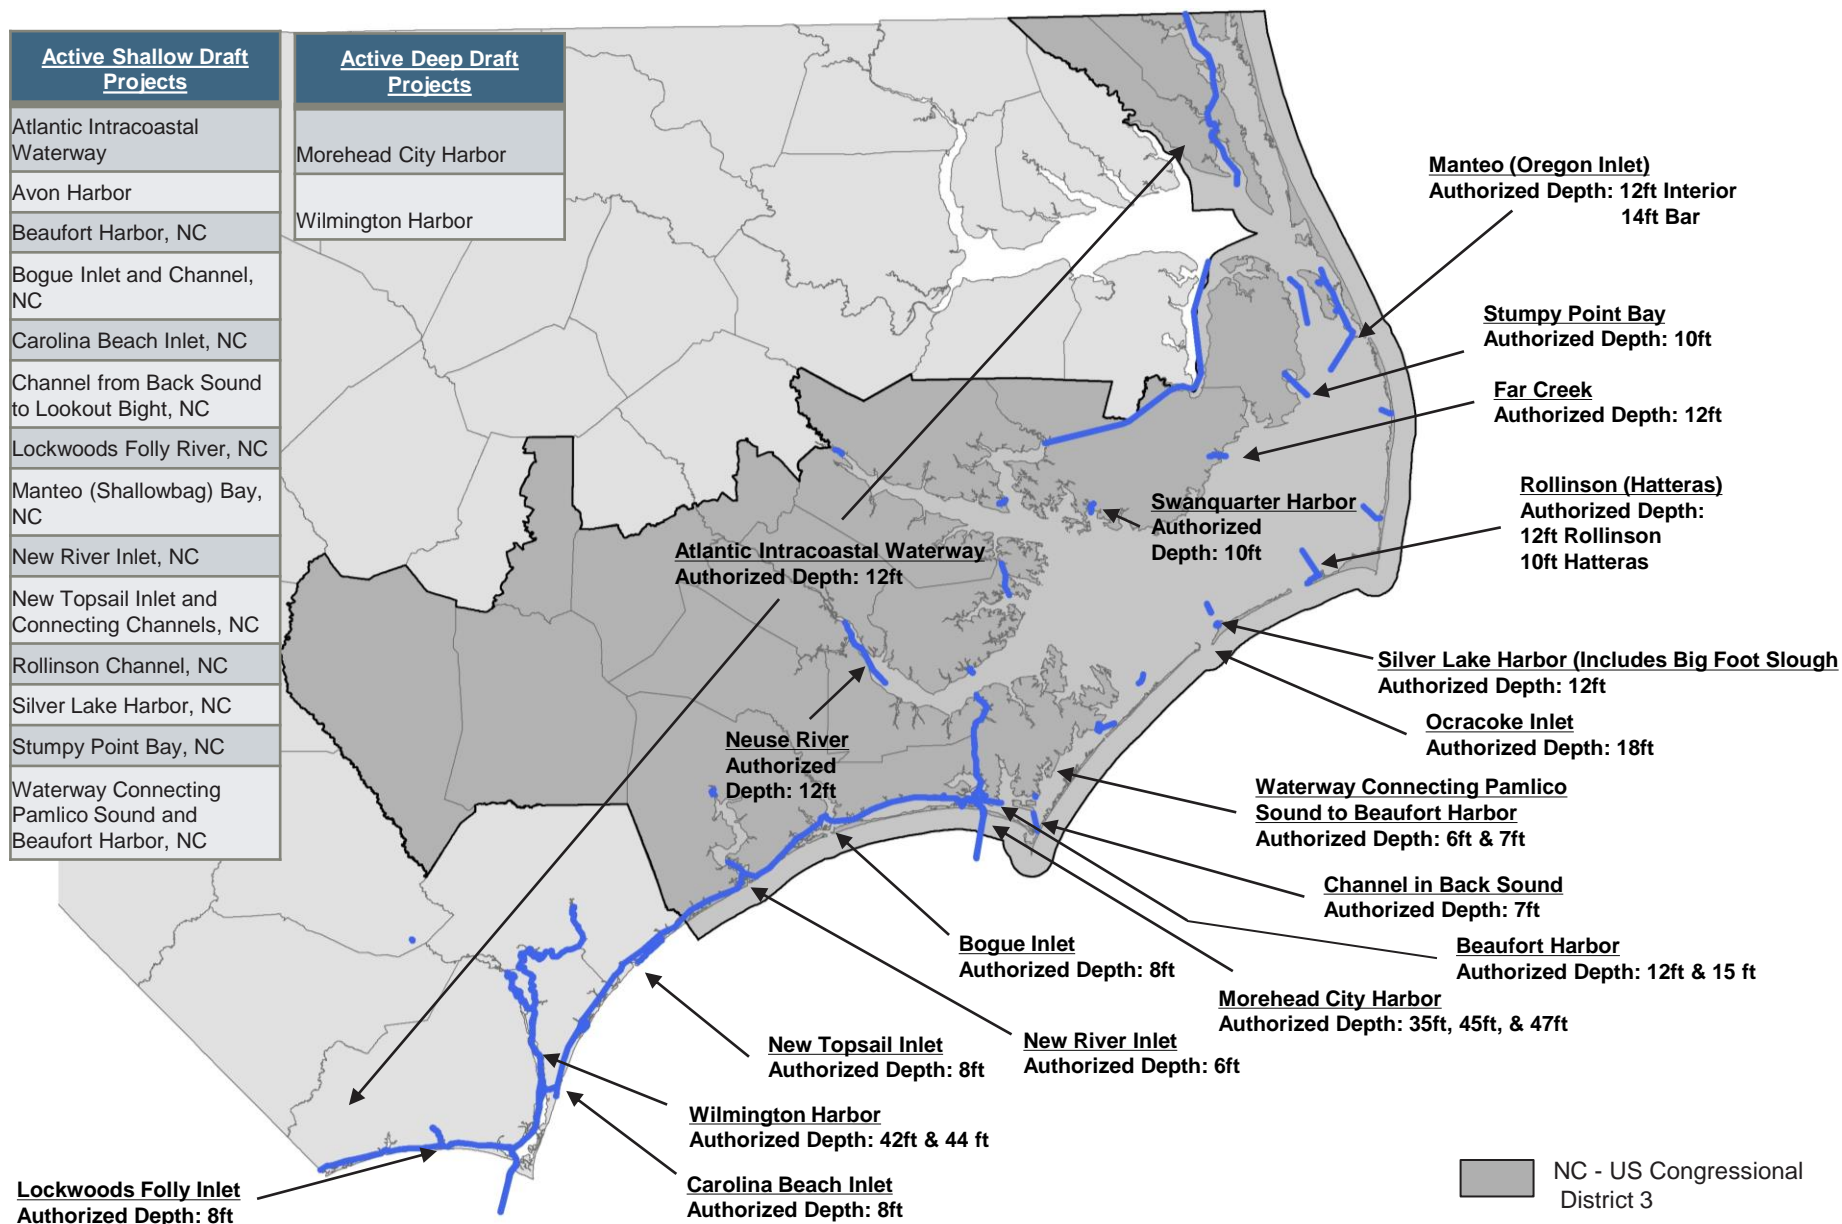 Active Shallow Draft
Projects
Atlantic Intracoastal
Waterway
Avon Harbor
Beaufort Harbor, NC
Bogue Inlet and Channel,
NC
Carolina Beach Inlet, NC
Channel from Back Sound
to Lookout Bight, NC
Lockwoods Folly River, NC
Manteo (Shallowbag) Bay,
NC
New River Inlet, NC
New Topsail Inlet and
Connecting Channels, NC
Rollinson Channel, NC
Silver Lake Harbor, NC
Stumpy Point Bay, NC
Waterway Connecting
Pamlico Sound and
Beaufort Harbor, NC
Active Deep Draft
Projects
Morehead City Harbor
Wilmington Harbor
Manteo (Oregon Inlet)
Authorized Depth: 12ft Interior
14ft Bar
Stumpy Point Bay
Authorized Depth: 10ft
Far Creek
Authorized Depth: 12ft
Rollinson (Hatteras)
Authorized Depth:
12ft Rollinson
10ft Hatteras
Swanquarter Harbor
Authorized
Depth: 10ft
Atlantic Intracoastal Waterway
Authorized Depth: 12ft
Silver Lake Harbor (Includes Big Foot Slough
Authorized Depth: 12ft
Ocracoke Inlet
Authorized Depth: 18ft
Neuse River
Authorized
Depth: 12ft
Waterway Connecting Pamlico
Sound to Beaufort Harbor
Authorized Depth: 6ft & 7ft
Channel in Back Sound
Authorized Depth: 7ft
Beaufort Harbor
Authorized Depth: 12ft & 15 ft
Bogue Inlet
Authorized Depth: 8ft
Morehead City Harbor
Authorized Depth: 35ft, 45ft, & 47ft
New River Inlet
Authorized Depth: 6ft
New Topsail Inlet
Authorized Depth: 8ft
Wilmington Harbor
Authorized Depth: 42ft & 44 ft
Carolina Beach Inlet
Authorized Depth: 8ft
Lockwoods Folly Inlet
Authorized Depth: 8ft
NC - US Congressional
District 3